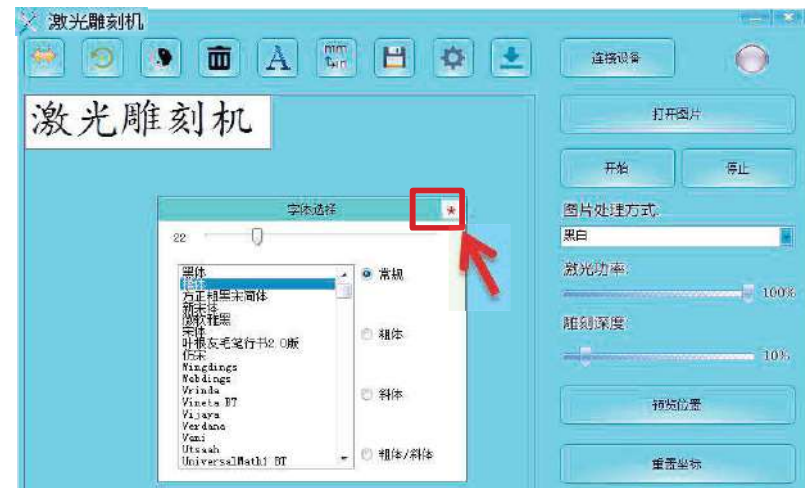 激光雕刻机
A
mm
in
连接设备
打开图片
激光雕刻机
开始
停止
字体选择
图片处理方式:
22
黑白
黑体
楷体
方正粗黑宋简体
新宋体
微软雅黑
宋体
叶根友毛笔行书2.0版
仿宋
Wingdings
Webdings
Vrinda
Vineta BT
Vijaya
Verdana
Vani
Utsaah
UniversalMath1 BT
常规
粗体
斜体
粗体/斜体
激光功率:
100%
雕刻深度:
10%
预览位置
重置坐标